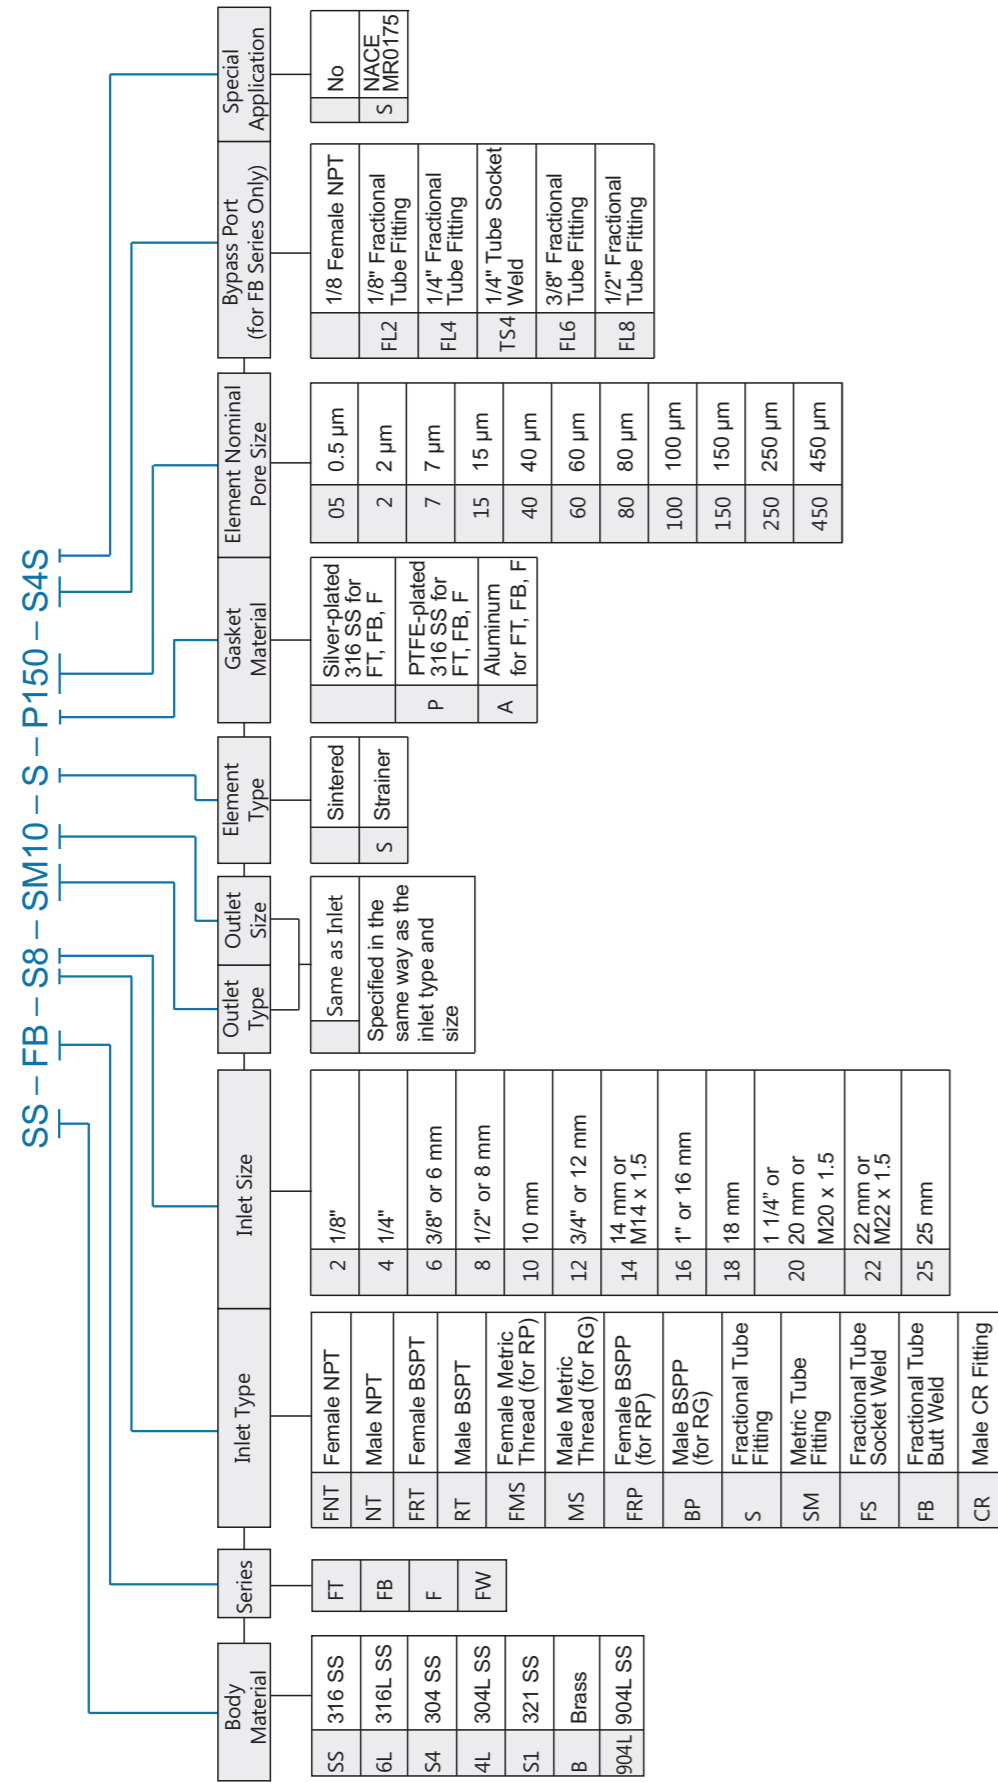 SS – FB – S8 – SM10 – S – P150 – S4S
Body
Material
SS 316 SS
6L 316L SS
S4 304 SS
4L 304L SS
S1 321 SS
B Brass
904L 904L SS
Series
FT
FB
F
FW
Inlet Type
FNT Female NPT
NT Male NPT
FRT Female BSPT
RT Male BSPT
FMS Female Metric
Thread (for RP)
MS Male Metric
Thread (for RG)
FRP Female BSPP
(for RP)
BP Male BSPP
(for RG)
S Fractional Tube
Fitting
SM Metric Tube
Fitting
FS Fractional Tube
Socket Weld
FB Fractional Tube
Butt Weld
CR Male CR Fitting
Inlet Size
2 1/8"
4 1/4"
6 3/8" or 6 mm
8 1/2" or 8 mm
10 10 mm
12 3/4" or 12 mm
14 14 mm or
M14 x 1.5
16 1" or 16 mm
18 18 mm
20 1 1/4” or
20 mm or
M20 x 1.5
22 22 mm or
M22 x 1.5
25 25 mm
Outlet
Type
Outlet
Size
Same as Inlet
Specified in the
same way as the
inlet type and
size
Element
Type
Sintered
S Strainer
Gasket
Material
Silver-plated
316 SS for
FT, FB, F
P PTFE-plated
316 SS for
FT, FB, F
A Aluminum
for FT, FB, F
Element Nominal
Pore Size
05 0.5 μm
2 2 μm
7 7 μm
15 15 μm
40 40 μm
60 60 μm
80 80 μm
100 100 μm
150 150 μm
250 250 μm
450 450 μm
Bypass Port
(for FB Series Only)
1/8 Female NPT
FL2 1/8" Fractional
Tube Fitting
FL4 1/4" Fractional
Tube Fitting
TS4 1/4" Tube Socket
Weld
FL6 3/8" Fractional
Tube Fitting
FL8 1/2" Fractional
Tube Fitting
Special
Application
No
S NACE
MR0175